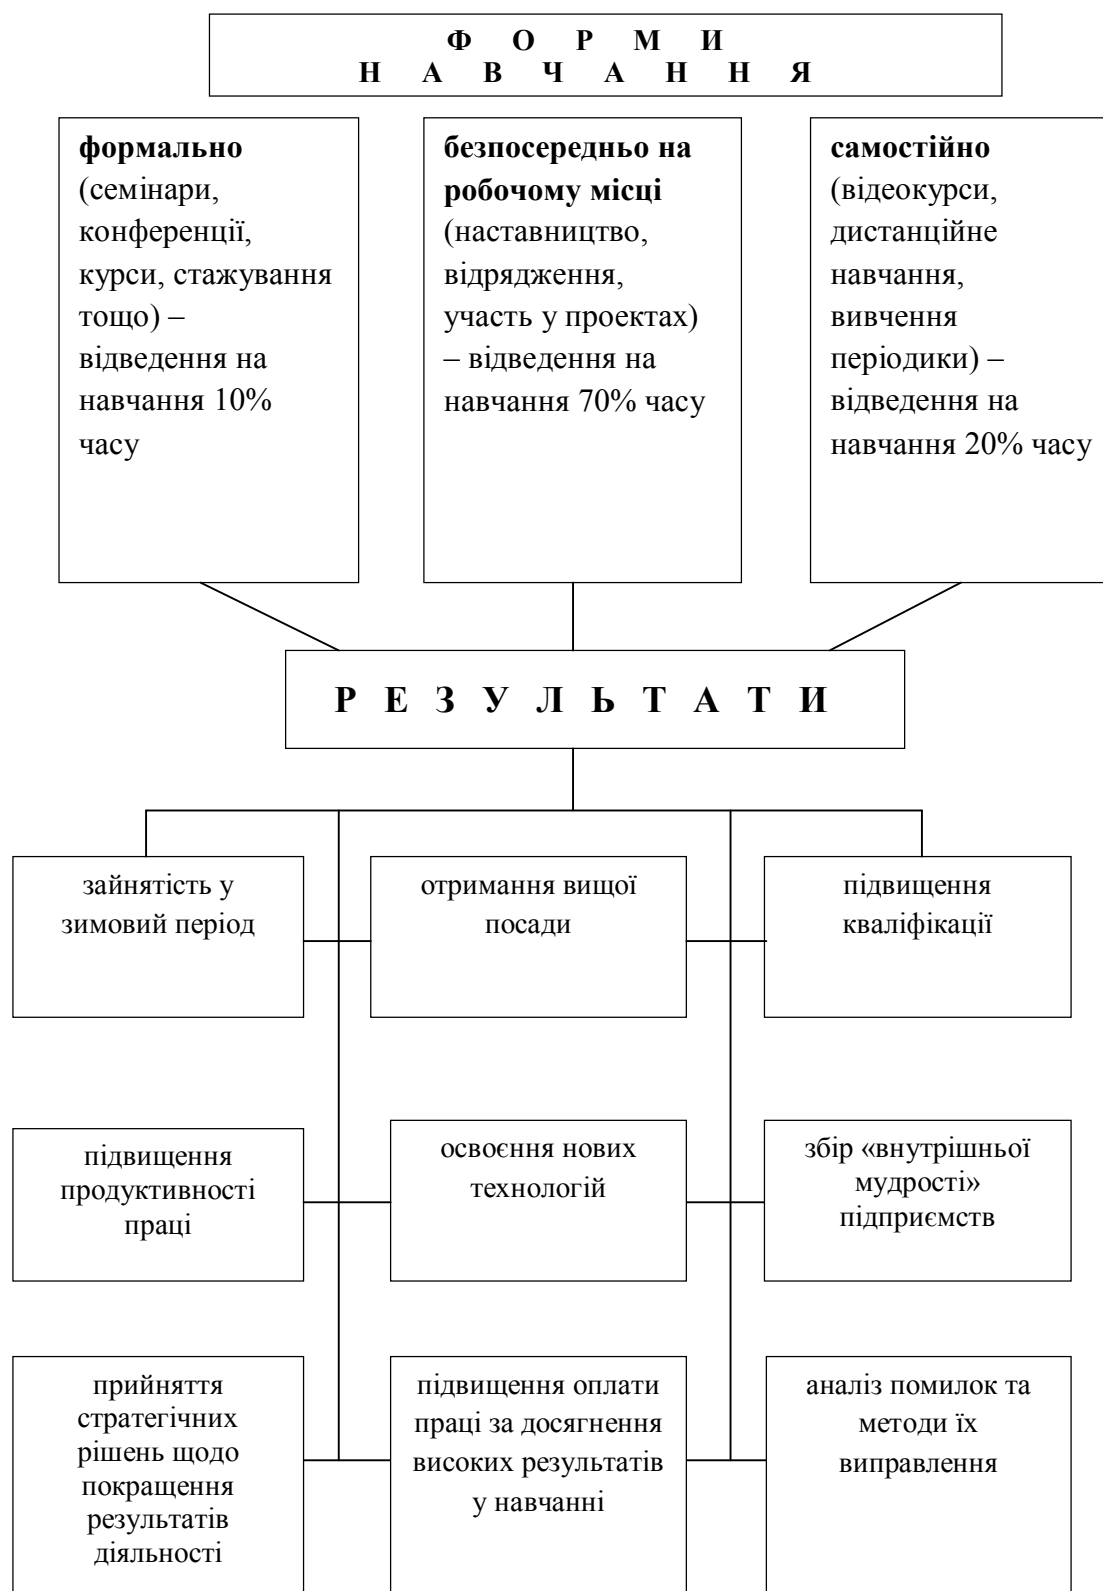 Ф О Р М И
Н А В Ч А Н Н Я
формально
(семінари,
конференції,
курси, стажування
тощо) –
відведення на
навчання 10%
часу
безпосередньо на
робочому місці
(наставництво,
відрядження,
участь у проектах)
– відведення на
навчання 70% часу
самостійно
(відеокурси,
дистанційне
навчання,
вивчення
періодики) –
відведення на
навчання 20% часу
Р Е З У Л Ь Т А Т И
зайнятість у
зимовий період
отримання вищої
посади
підвищення
кваліфікації
підвищення
продуктивності
праці
освоєння нових
технологій
збір «внутрішньої
мудрості»
підприємств
прийняття
стратегічних
рішень щодо
покращення
результатів
діяльності
підвищення оплати
праці за досягнення
високих результатів
у навчанні
аналіз помилок та
методи їх
виправлення